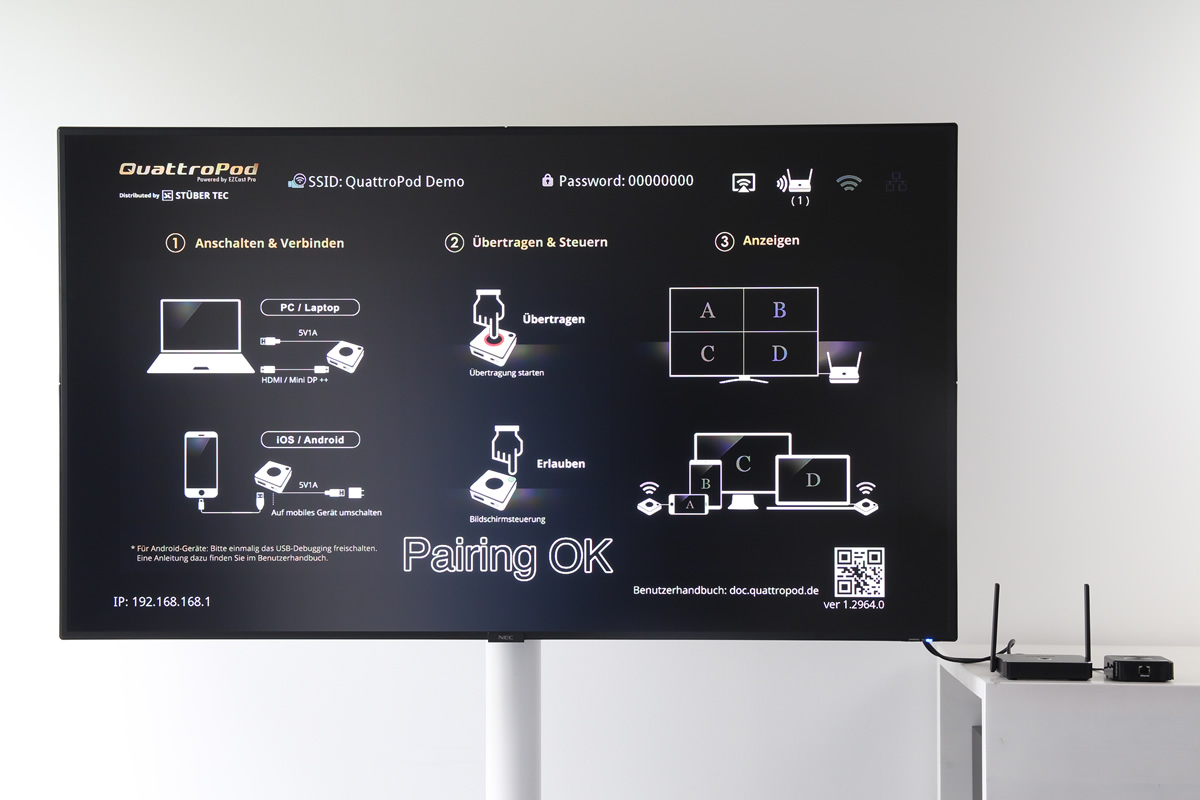 QuattroPod
Powered by EZCast Pro
Distributed by STÜBER TEC
SSID: QuattroPod Demo
Password: 00000000
(1)
1 Anschalten & Verbinden
2 Übertragen & Steuern
3 Anzeigen
PC / Laptop
5V1A
HDMI / Mini DP ++
Übertragen
Übertragung starten
A B
C D
iOS / Android
5V1A
Auf mobiles Gerät umschalten
Erlauben
Bildschirmsteuerung
A B C D
* Für Android-Geräte: Bitte einmalig das USB-Debugging freischalten.
Eine Anleitung dazu finden Sie im Benutzerhandbuch.
Pairing OK
Benutzerhandbuch: doc.quattropod.de
ver 1.2964.0
IP: 192.168.168.1
NEC